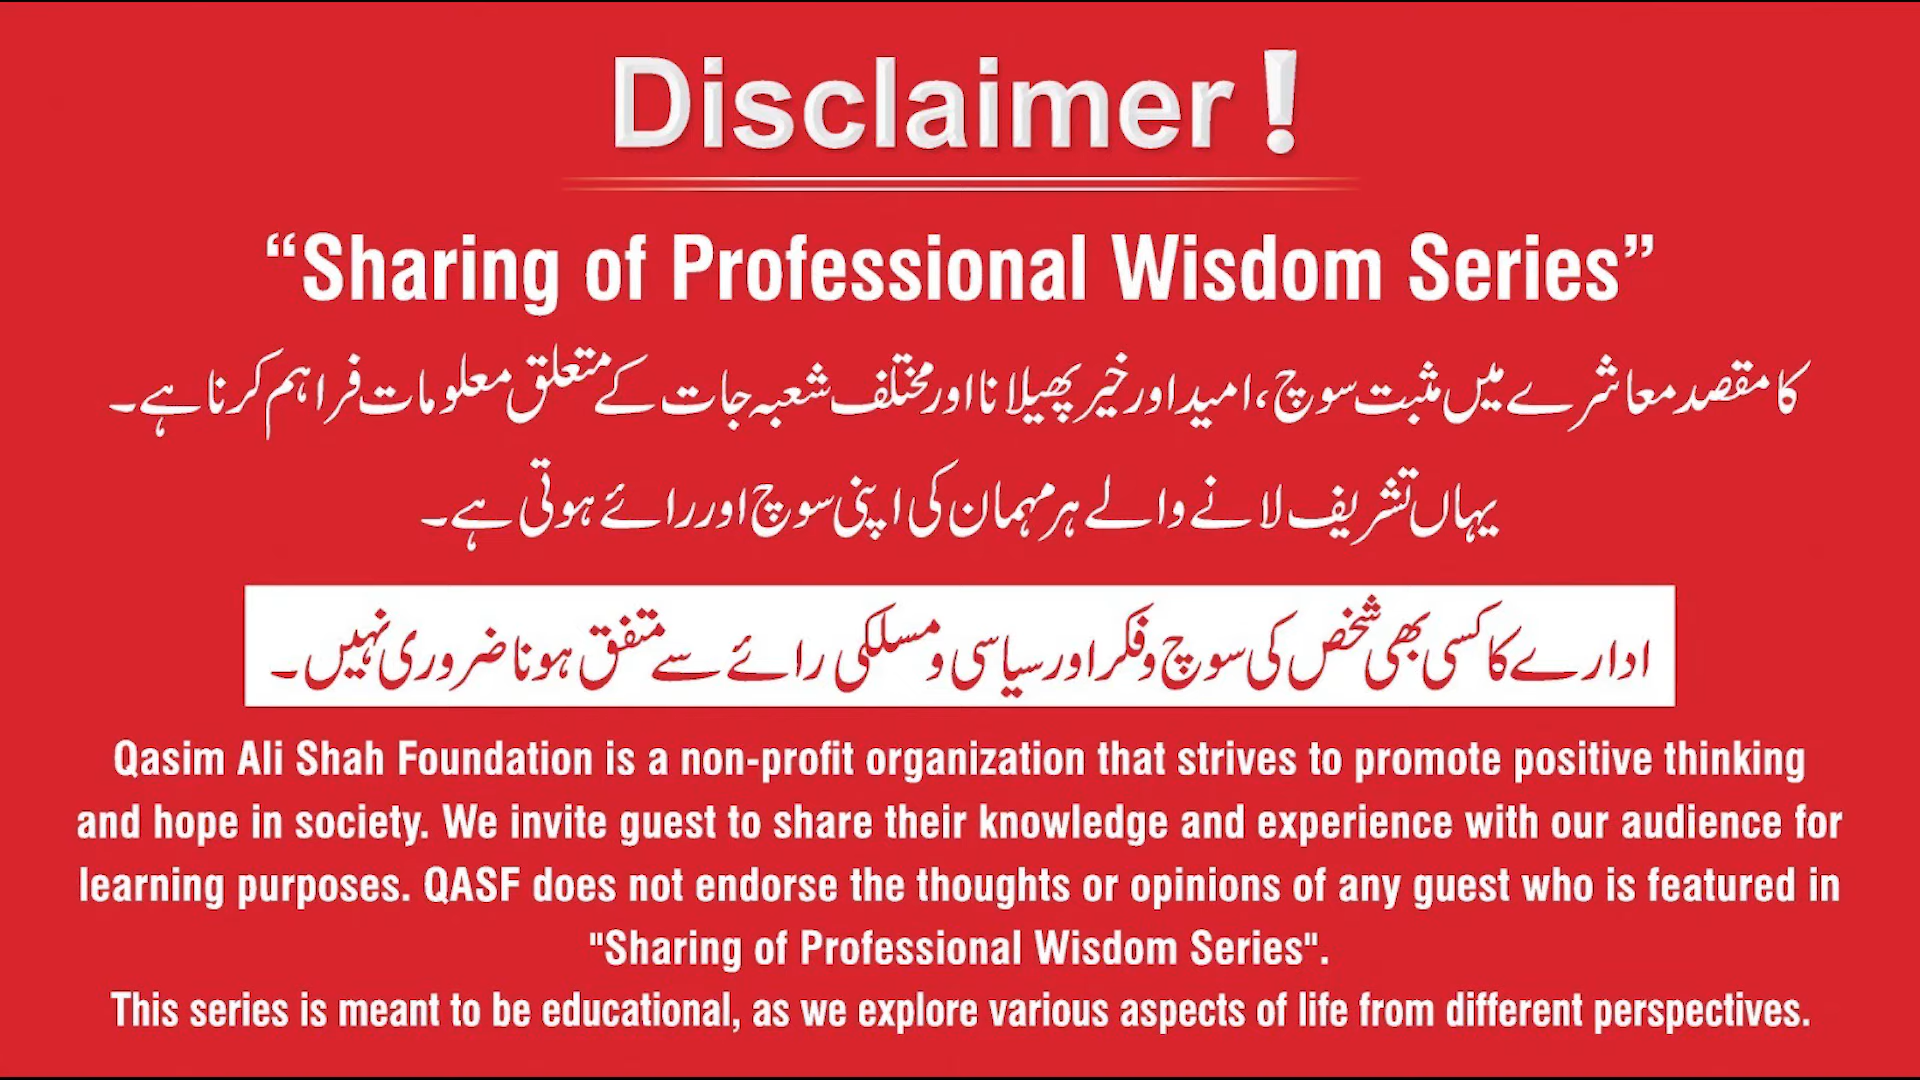 Disclaimer!
“Sharing of Professional Wisdom Series”
کا مقصد معاشرے میں مثبت سوچ، امید اور خیر پھیلانا اور مختلف شعبہ جات کے متعلق معلومات فراہم کرنا ہے۔
یہاں تشریف لانے والے ہر مہمان کی اپنی سوچ اور رائے ہوتی ہے۔
ادارے کا کسی بھی شخص کی سوچ و فکر اور سیاسی و مسلکی رائے سے متفق ہونا ضروری نہیں۔
Qasim Ali Shah Foundation is a non-profit organization that strives to promote positive thinking
and hope in society. We invite guest to share their knowledge and experience with our audience for
learning purposes. QASF does not endorse the thoughts or opinions of any guest who is featured in
"Sharing of Professional Wisdom Series".
This series is meant to be educational, as we explore various aspects of life from different perspectives.